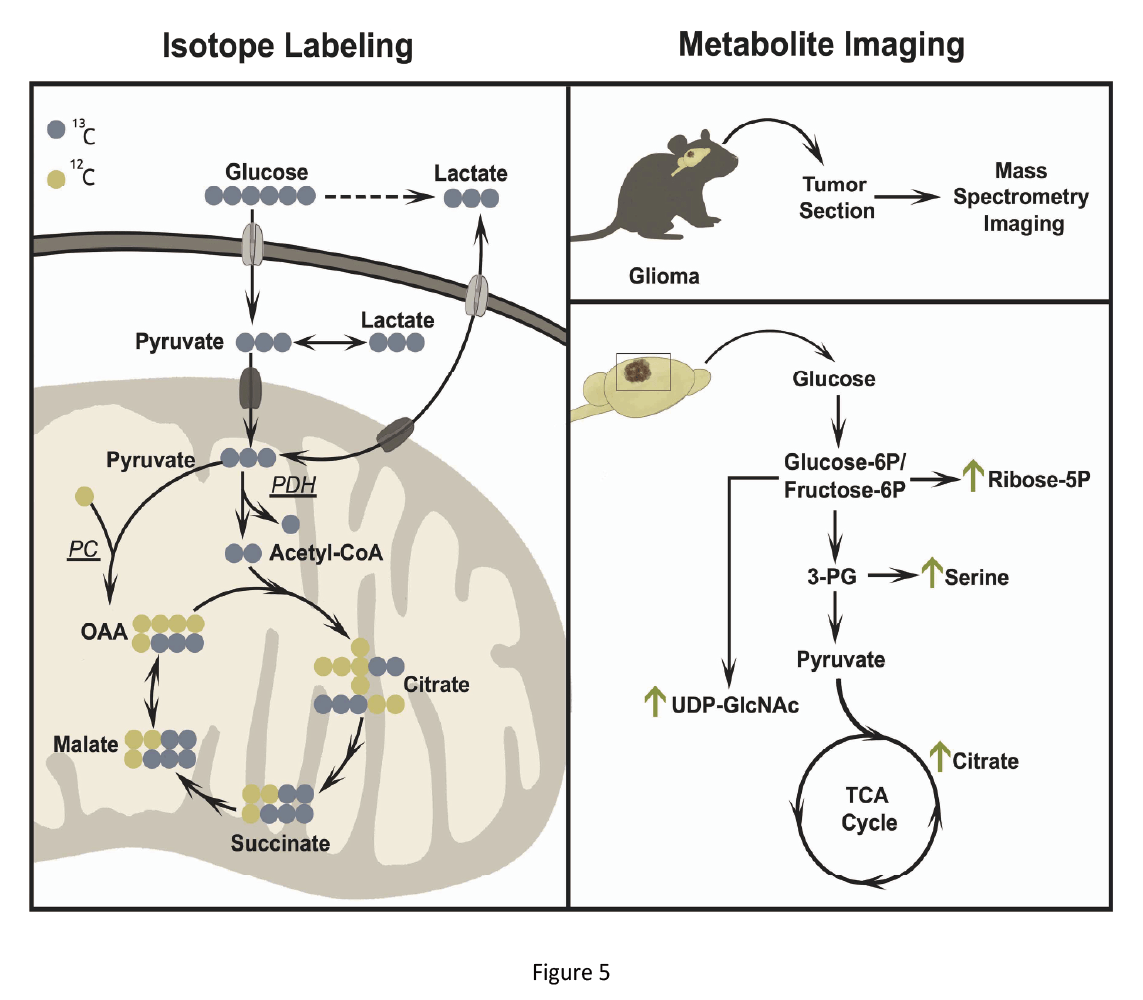 Isotope Labeling
Metabolite Imaging
¹³C
¹²C
Glucose
Lactate
Pyruvate
Lactate
Pyruvate
PDH
PC
Acetyl-CoA
OAA
Citrate
Malate
Succinate
Tumor
Section
Mass
Spectrometry
Imaging
Glioma
Glucose
Glucose-6P/
Fructose-6P
Ribose-5P
3-PG
Serine
Pyruvate
UDP-GlcNAc
Citrate
TCA
Cycle
Figure 5